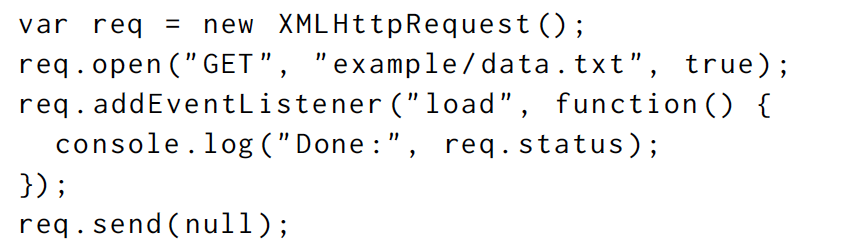 var req = new XMLHttpRequest();
req.open("GET", "example/data.txt", true);
req.addEventListener("load", function() {
  console.log("Done:", req.status);
});
req.send(null);